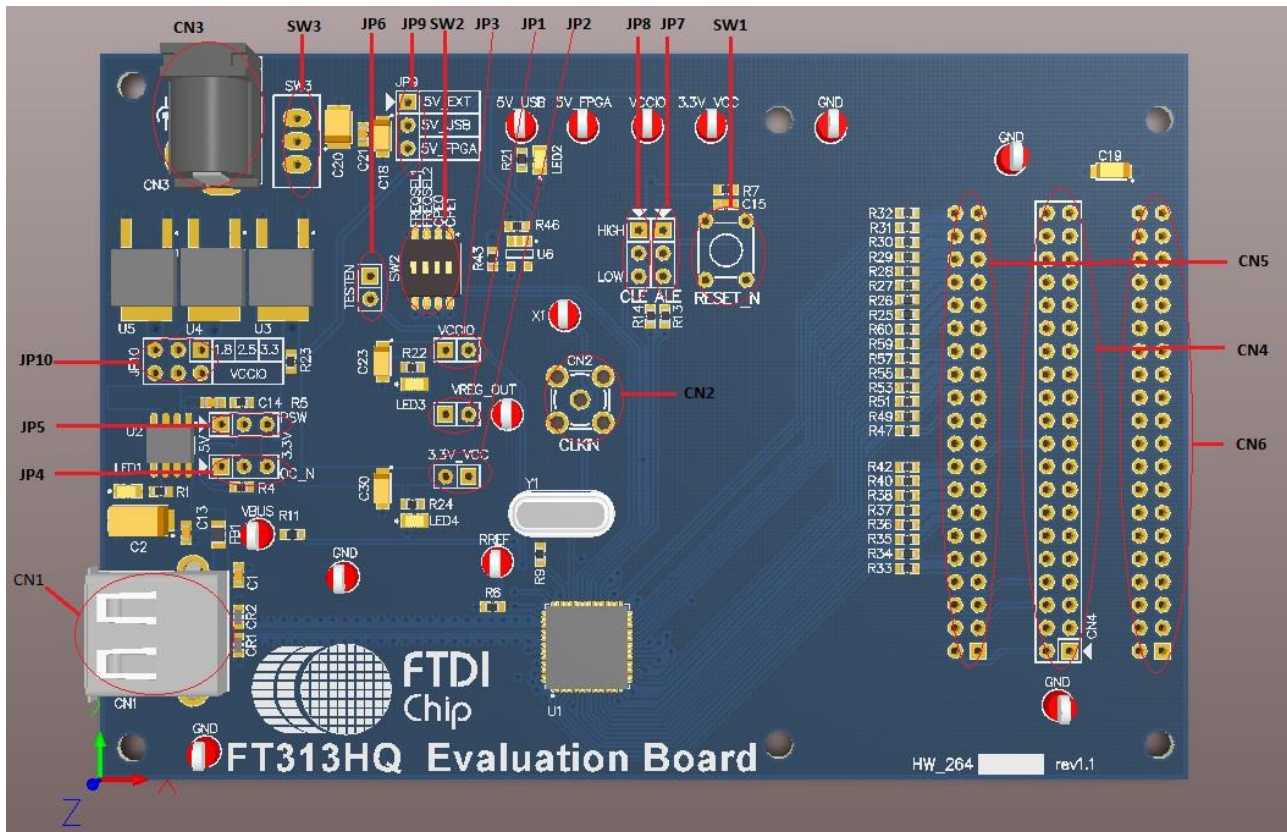 CN3 SW3 JP6 JP9 SW2 JP3 JP1 JP2 JP8 JP7 SW1
SW3
JP9
5V_EXT
5V_USB
5V_FPGA
5V_USB 5V_FPGA VCCIO 3.3V_VCC GND
GND
C20
C21
C18
R21
LED2
C19
CN3
FREQSEL1
FREQSEL2
CPE0
CPE1
R7
C15
HIGH
LOW
CLE ALE
RESET_N
R46
U6
R43
SW2
TESTEN
R14
R13
X1
U5 U4 U3
JP10
JP10
1.8 2.5 3.3
VCCIO
R23
C23
R22
LED3
VCCIO
VREG_OUT
3.3V_VCC
CN2
CN2
CLKIN
JP5
JP4
U2
C14 R5
PSW
5V
3.3V
OC_N
R4
LED1
R1
C30
R24
LED4
Y1
C2
C13
FB1
VBUS
R11
GND
RREF
R9
R6
CN1
C1
CR2
CR1
CN1
U1
R32
R31
R30
R29
R28
R27
R26
R25
R60
R59
R57
R55
R53
R51
R49
R47
R42
R40
R38
R37
R36
R35
R34
R33
CN5
CN4
CN6
CN4
GND
GND
FTDI
Chip
FT313HQ Evaluation Board
HW_264 rev1.1
Z
X